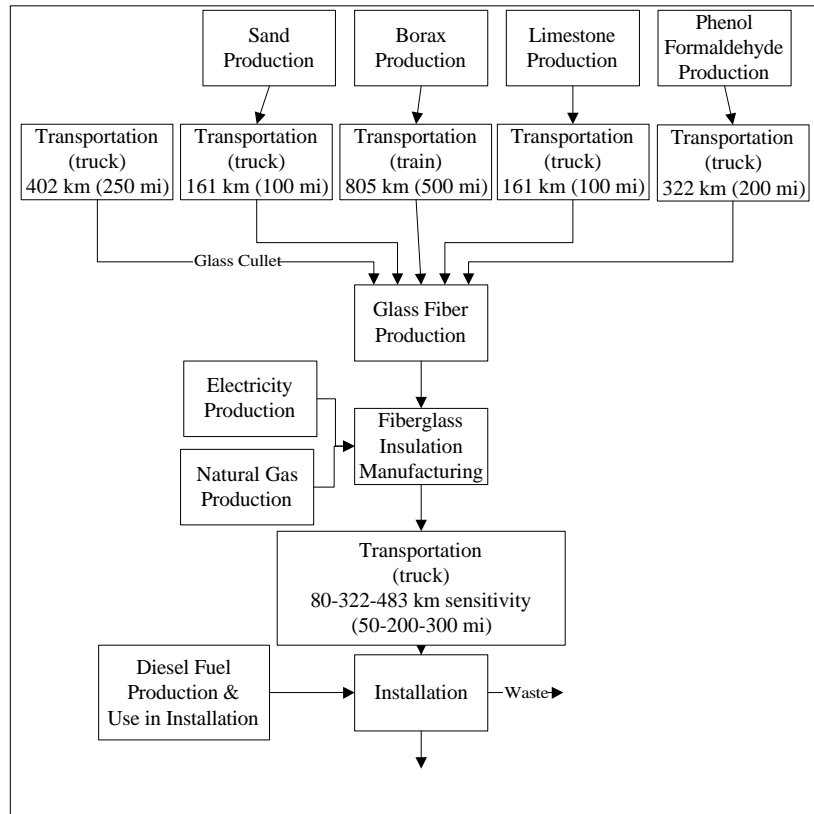 Sand
Production
Borax
Production
Limestone
Production
Phenol
Formaldehyde
Production
Transportation
(truck)
402 km (250 mi)
Transportation
(truck)
161 km (100 mi)
Transportation
(train)
805 km (500 mi)
Transportation
(truck)
161 km (100 mi)
Transportation
(truck)
322 km (200 mi)
Glass Cullet
Glass Fiber
Production
Electricity
Production
Fiberglass
Insulation
Manufacturing
Natural Gas
Production
Transportation
(truck)
80-322-483 km sensitivity
(50-200-300 mi)
Diesel Fuel
Production &
Use in Installation
Installation
Waste